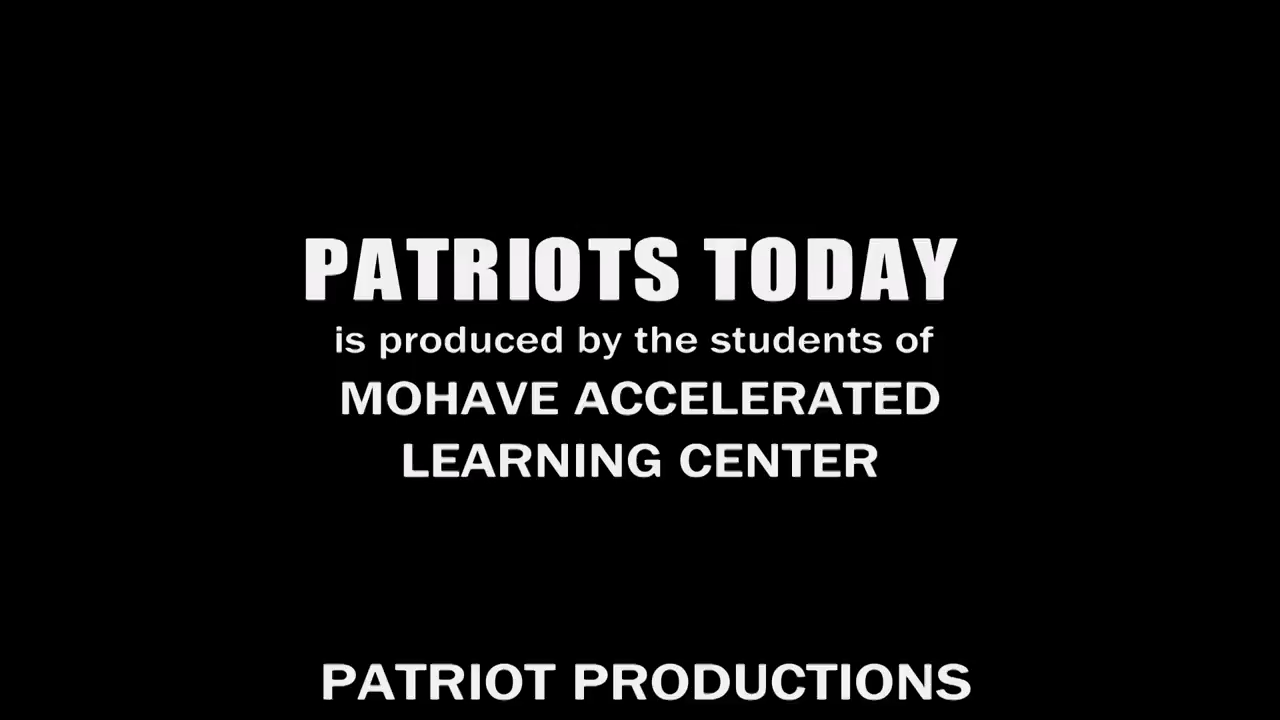 PATRIOTS TODAY
is produced by the students of
MOHAVE ACCELERATED
LEARNING CENTER
PATRIOT PRODUCTIONS